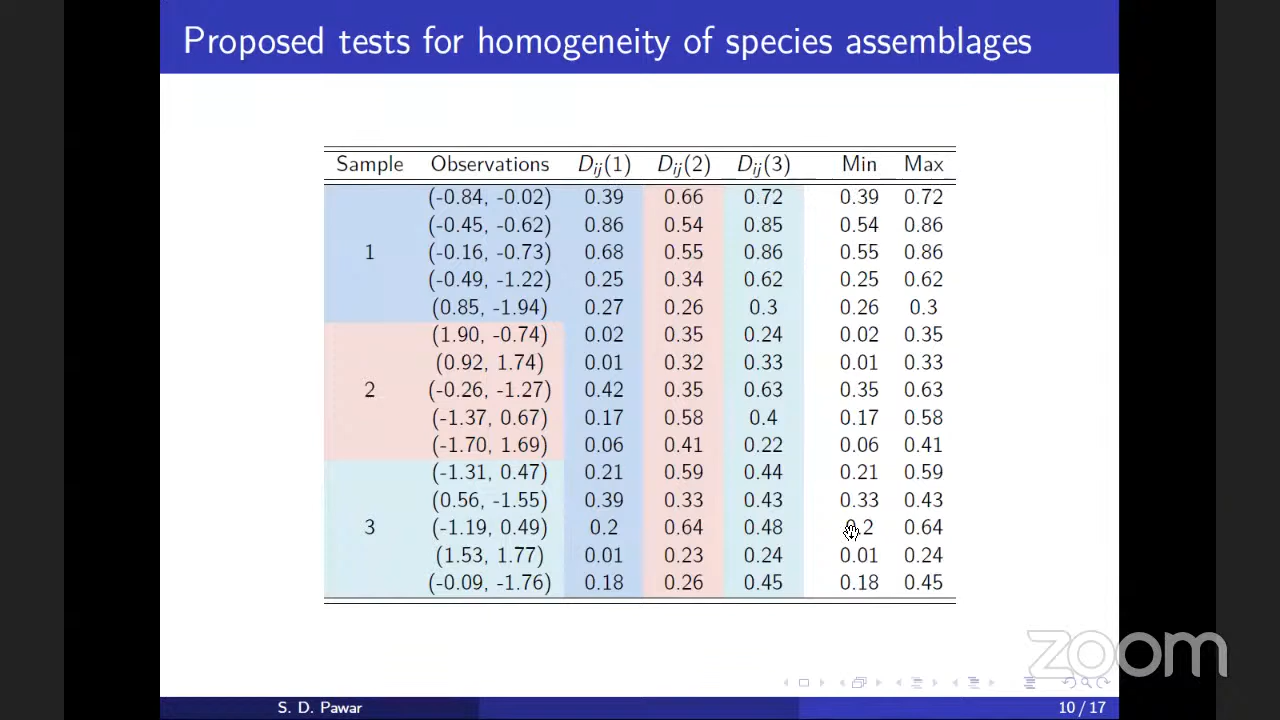 Proposed tests for homogeneity of species assemblages
Sample Observations Dij(1) Dij(2) Dij(3) Min Max
(-0.84, -0.02) 0.39 0.66 0.72 0.39 0.72
(-0.45, -0.62) 0.86 0.54 0.85 0.54 0.86
1 (-0.16, -0.73) 0.68 0.55 0.86 0.55 0.86
(-0.49, -1.22) 0.25 0.34 0.62 0.25 0.62
(0.85, -1.94) 0.27 0.26 0.3 0.26 0.3
(1.90, -0.74) 0.02 0.35 0.24 0.02 0.35
(0.92, 1.74) 0.01 0.32 0.33 0.01 0.33
2 (-0.26, -1.27) 0.42 0.35 0.63 0.35 0.63
(-1.37, 0.67) 0.17 0.58 0.4 0.17 0.58
(-1.70, 1.69) 0.06 0.41 0.22 0.06 0.41
(-1.31, 0.47) 0.21 0.59 0.44 0.21 0.59
(0.56, -1.55) 0.39 0.33 0.43 0.33 0.43
3 (-1.19, 0.49) 0.2 0.64 0.48 0.2 0.64
(1.53, 1.77) 0.01 0.23 0.24 0.01 0.24
(-0.09, -1.76) 0.18 0.26 0.45 0.18 0.45
zoom
S. D. Pawar 10 / 17